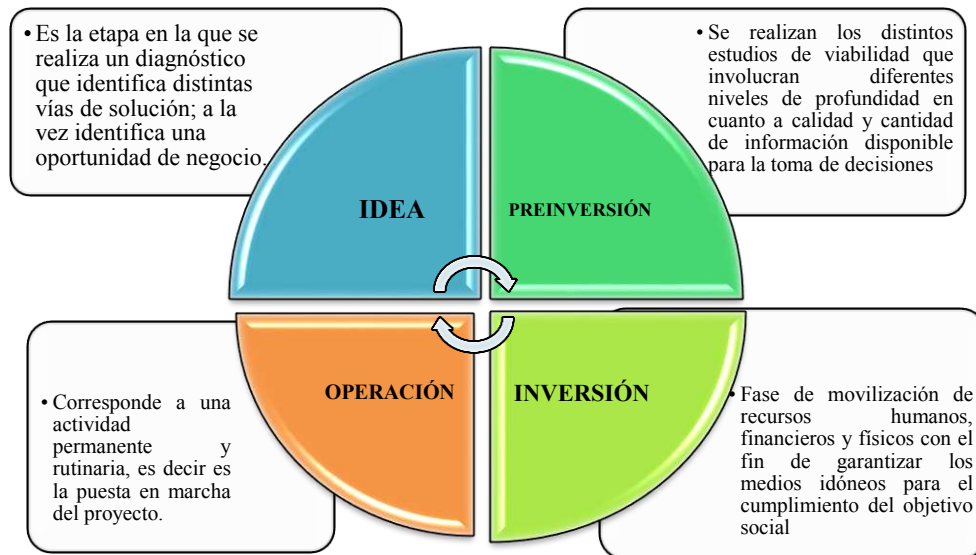 • Es la etapa en la que se
realiza un diagnóstico
que identifica distintas
vías de solución; a la
vez identifica una
oportunidad de negocio.
• Se realizan los distintos
estudios de viabilidad que
involucran diferentes
niveles de profundidad en
cuanto a calidad y cantidad
de información disponible
para la toma de decisiones
IDEA
PREINVERSIÓN
OPERACIÓN
INVERSIÓN
• Corresponde a una
actividad
permanente y
rutinaria, es decir es
la puesta en marcha
del proyecto.
• Fase de movilización de
recursos humanos,
financieros y físicos con el
fin de garantizar los
medios idóneos para el
cumplimiento del objetivo
social